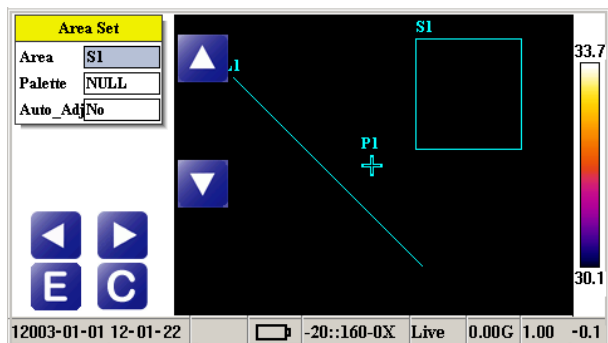 Area Set
Area S1
Palette NULL
Auto_Adj No
S1
L1
P1
33.7
30.1
E C
12003-01-01 12-01-22 -20::160-0X Live 0.00G 1.00 -0.1